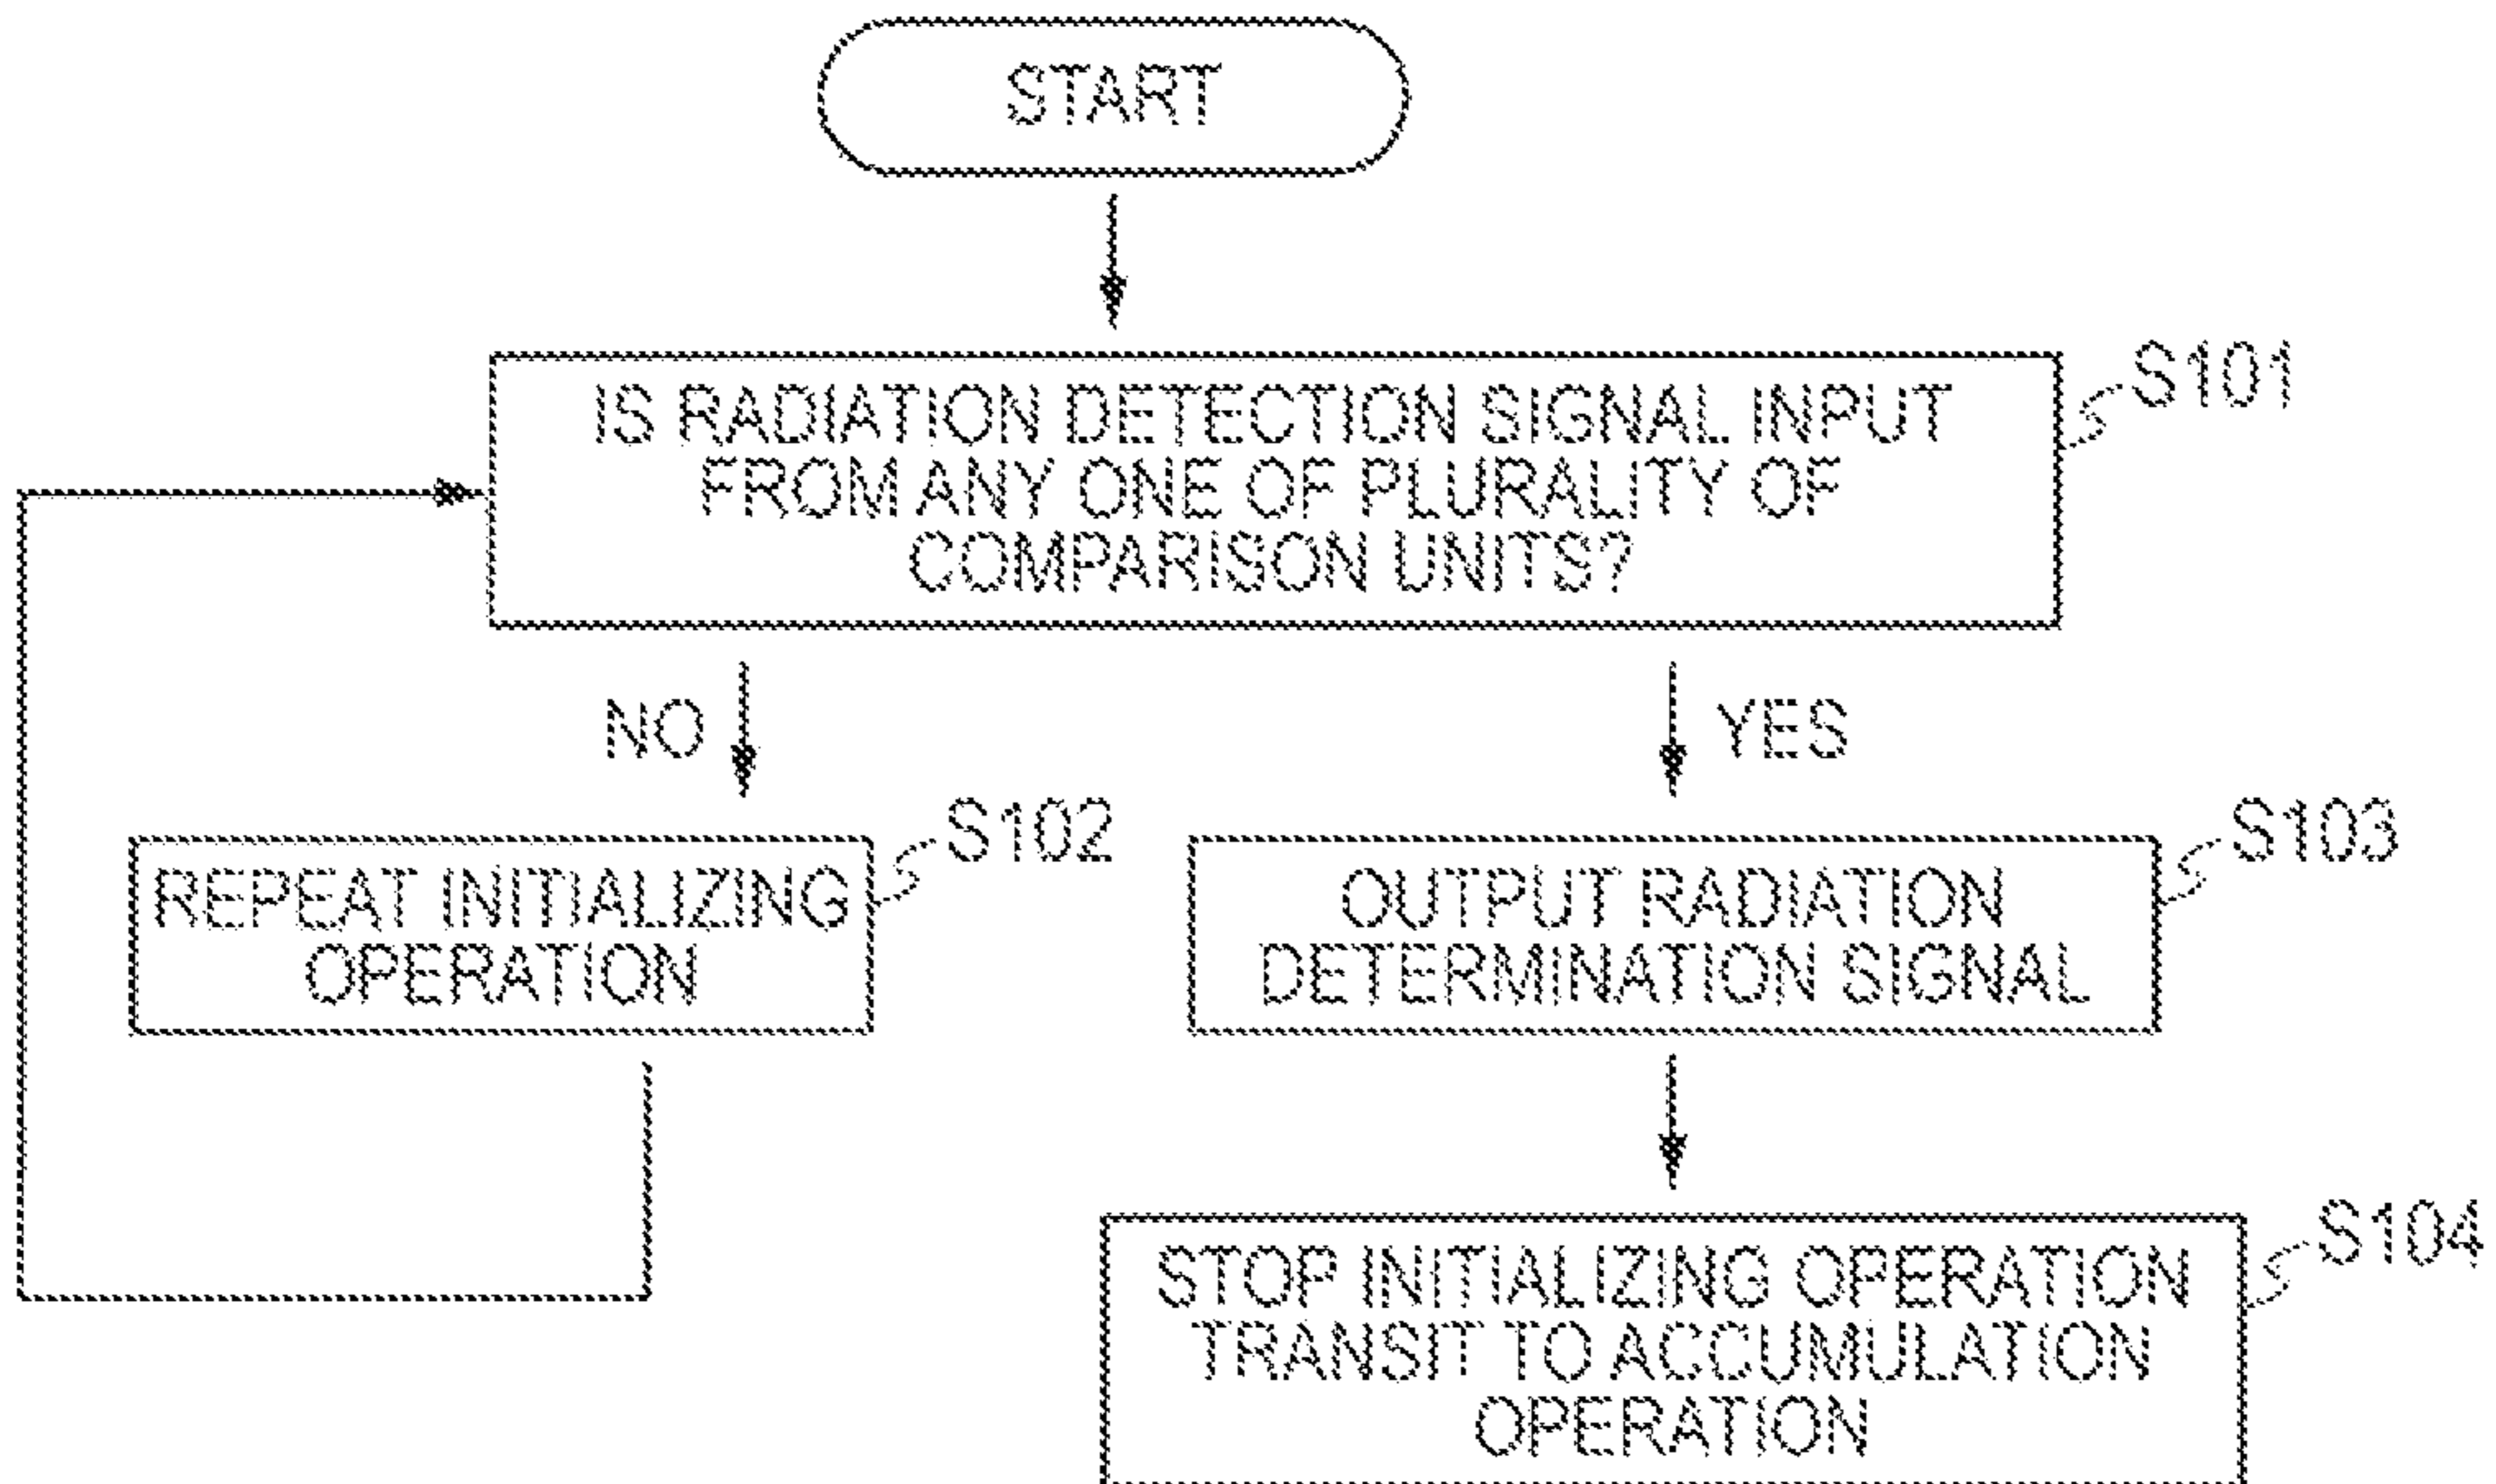 START
S101
IS RADIATION DETECTION SIGNAL INPUT
FROM ANY ONE OF PLURALITY OF
COMPARISON UNITS?
NO
YES
S102
REPEAT INITIALIZING
OPERATION
S103
OUTPUT RADIATION
DETERMINATION SIGNAL
S104
STOP INITIALIZING OPERATION
TRANSIT TO ACCUMULATION
OPERATION